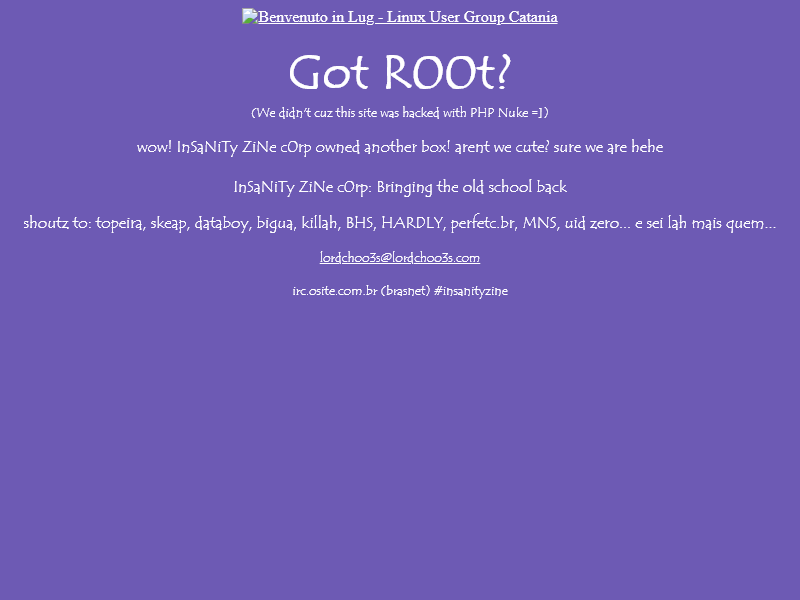 Benvenuto in Lug - Linux User Group Catania
Got R00t?
(We didn't cuz this site was hacked with PHP Nuke =])
wow! InSaNiTy ZiNe c0rp owned another box! arent we cute? sure we are hehe
InSaNiTy ZiNe c0rp: Bringing the old school back
shoutz to: topeira, skeap, databoy, bigua, killah, BHS, HARDLY, perfetc.br, MNS, uid zero... e sei lah mais quem...
lordchoo3s@lordchoo3s.com
irc.osite.com.br (brasnet) #insanityzine